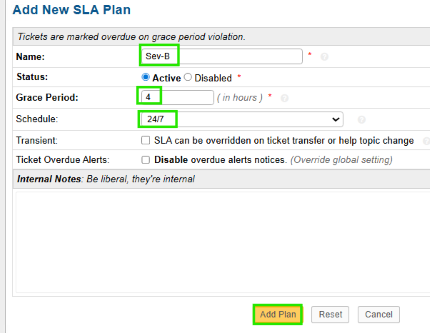 Add New SLA Plan
Tickets are marked overdue on grace period violation.
Name: Sev-B * ?
Status: Active Disabled *
Grace Period: 4 ( in hours ) * ?
Schedule: 24/7 ?
Transient: SLA can be overridden on ticket transfer or help topic change ?
Ticket Overdue Alerts: Disable overdue alerts notices. (Override global setting)
Internal Notes: Be liberal, they're internal
Add Plan Reset Cancel